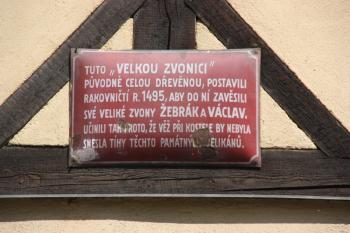 TUTO „VELKOU ZVONICI"
PŮVODNĚ CELOU DŘEVĚNOU, POSTAVILI
RAKOVNIČTÍ R. 1495, ABY DO NÍ ZAVĚSILI
SVÉ VELIKÉ ZVONY ŽEBRÁK A VÁCLAV.
UČINILI TAK PROTO, ŽE VĚŽ PŘI KOSTELE BY NEBYLA
SNESLA TÍHY TĚCHTO PAMÁTNÝCH VELIKÁNŮ.